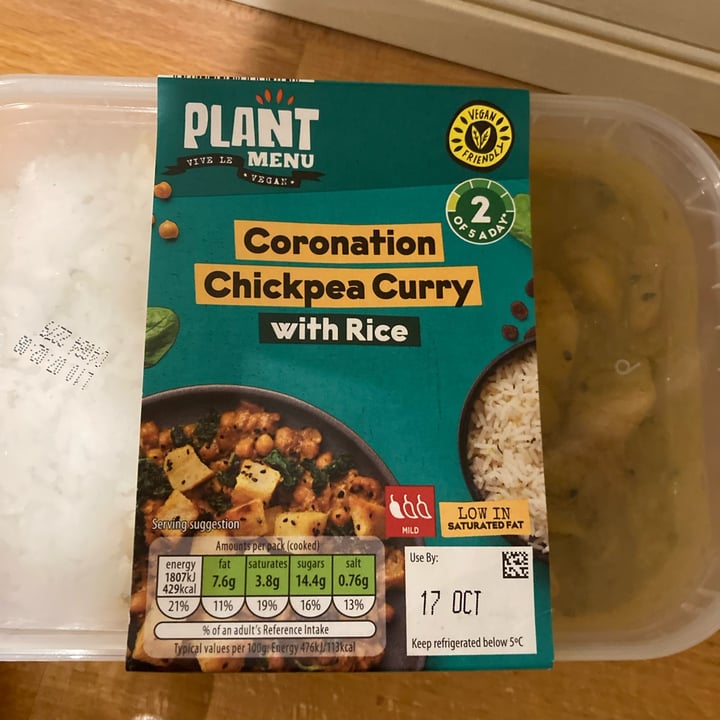 PLANT
MENU
VIVE LE
• VEGAN •
VEGAN
FRIENDLY
2
OF 5 A DAY*
Coronation
Chickpea Curry
with Rice
Serving suggestion
MILD
LOW IN
SATURATED FAT
Amounts per pack (cooked)
energy fat saturates sugars salt
1807kJ 7.6g 3.8g 14.4g 0.76g
429kcal
21% 11% 19% 16% 13%
% of an adult's Reference Intake
Typical values per 100g: Energy 476kJ/113kcal
Use By:
17 OCT
Keep refrigerated below 5ºC